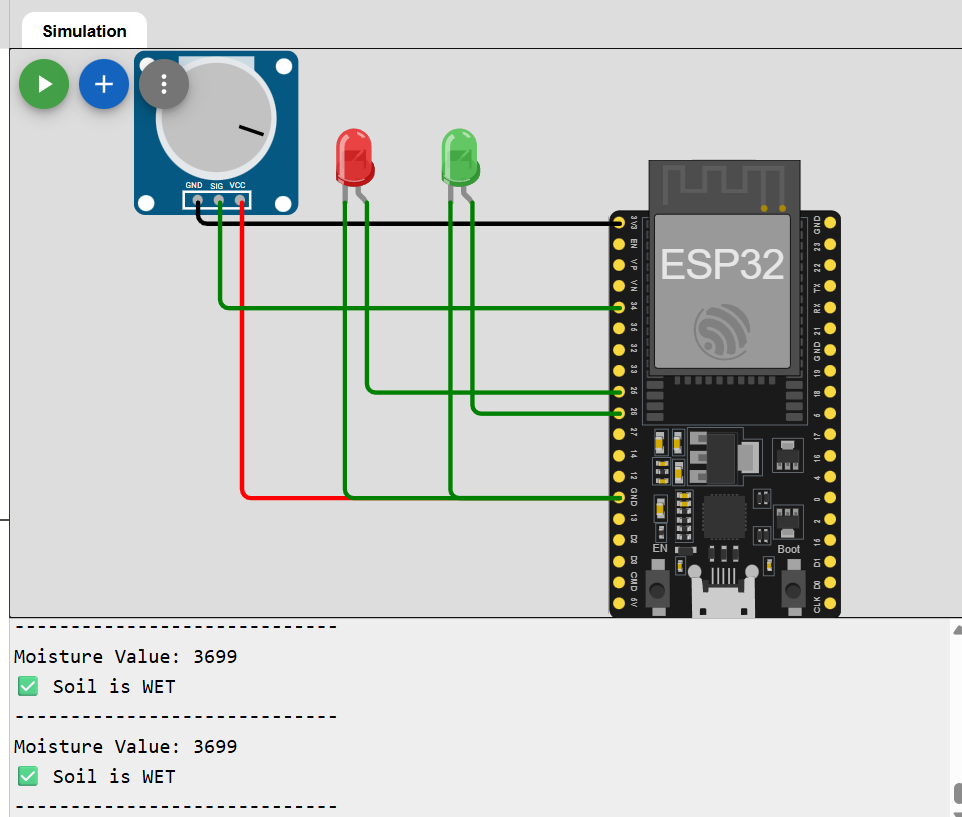 Simulation
GND SIG VCC
ESP32
3V3
EN
VP
VN
34
35
32
33
25
26
27
14
12
GND
13
D2
D3
CMD
5V
GND
23
22
TX
RX
21
GND
19
18
5
17
16
4
0
2
15
D1
D0
CLK
EN
Boot
-----------------------------
Moisture Value: 3699
✅ Soil is WET
-----------------------------
Moisture Value: 3699
✅ Soil is WET
-----------------------------